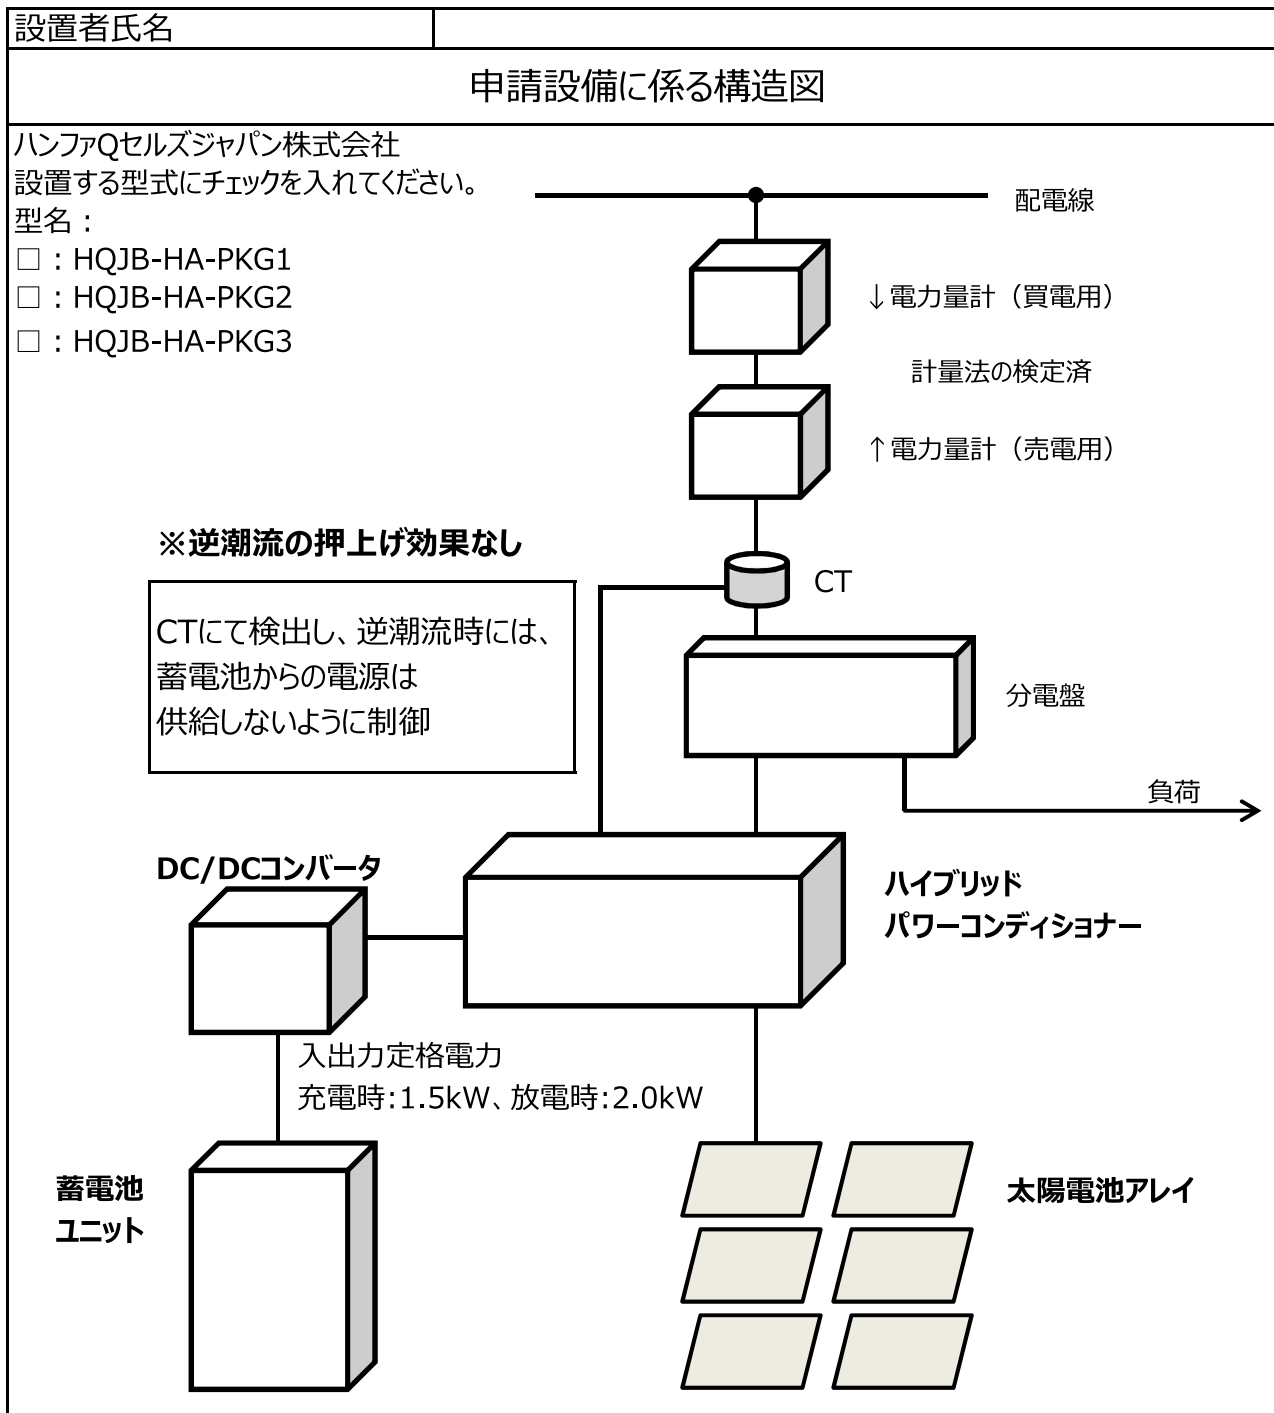 設置者氏名
申請設備に係る構造図
ハンファQセルズジャパン株式会社
設置する型式にチェックを入れてください。
型名：
□：HQJB-HA-PKG1
□：HQJB-HA-PKG2
□：HQJB-HA-PKG3
配電線
↓電力量計（買電用）
計量法の検定済
↑電力量計（売電用）
※逆潮流の押上げ効果なし
CT
CTにて検出し、逆潮流時には、
蓄電池からの電源は
供給しないように制御
分電盤
負荷
DC/DCコンバータ
ハイブリッド
パワーコンディショナー
入出力定格電力
充電時:1.5kW、放電時:2.0kW
蓄電池
ユニット
太陽電池アレイ